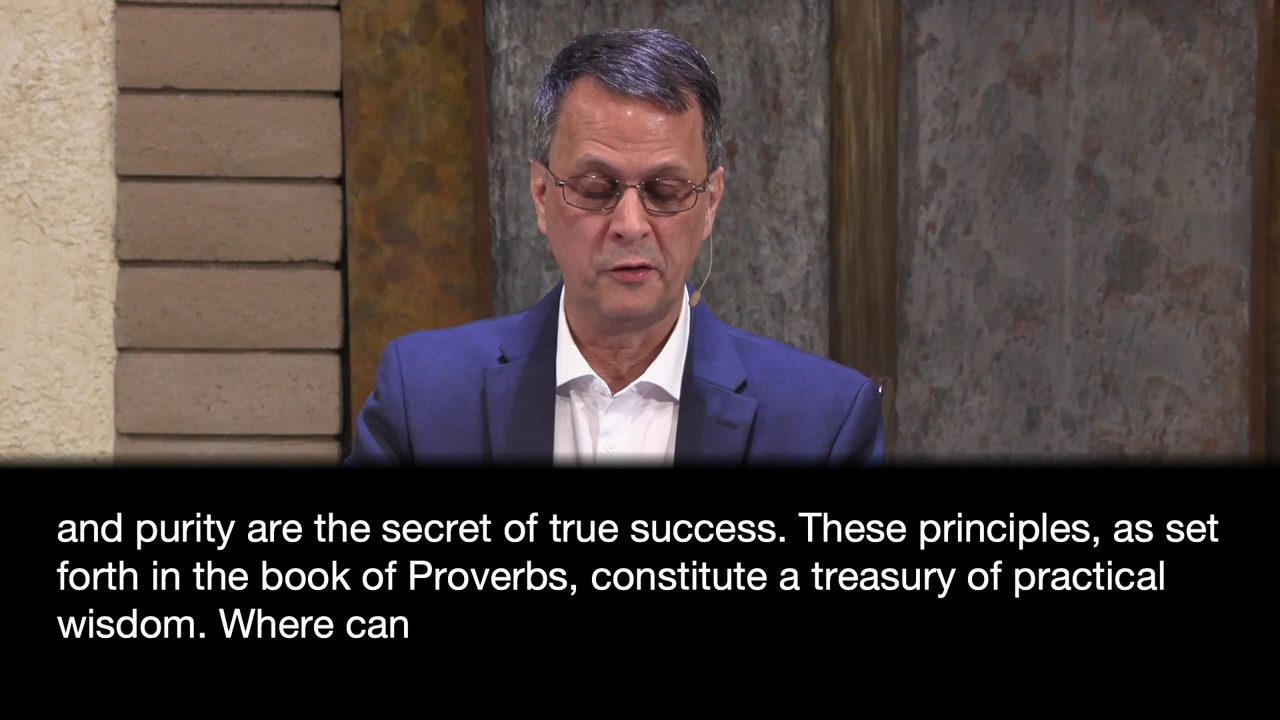 and purity are the secret of true success. These principles, as set
forth in the book of Proverbs, constitute a treasury of practical
wisdom. Where can